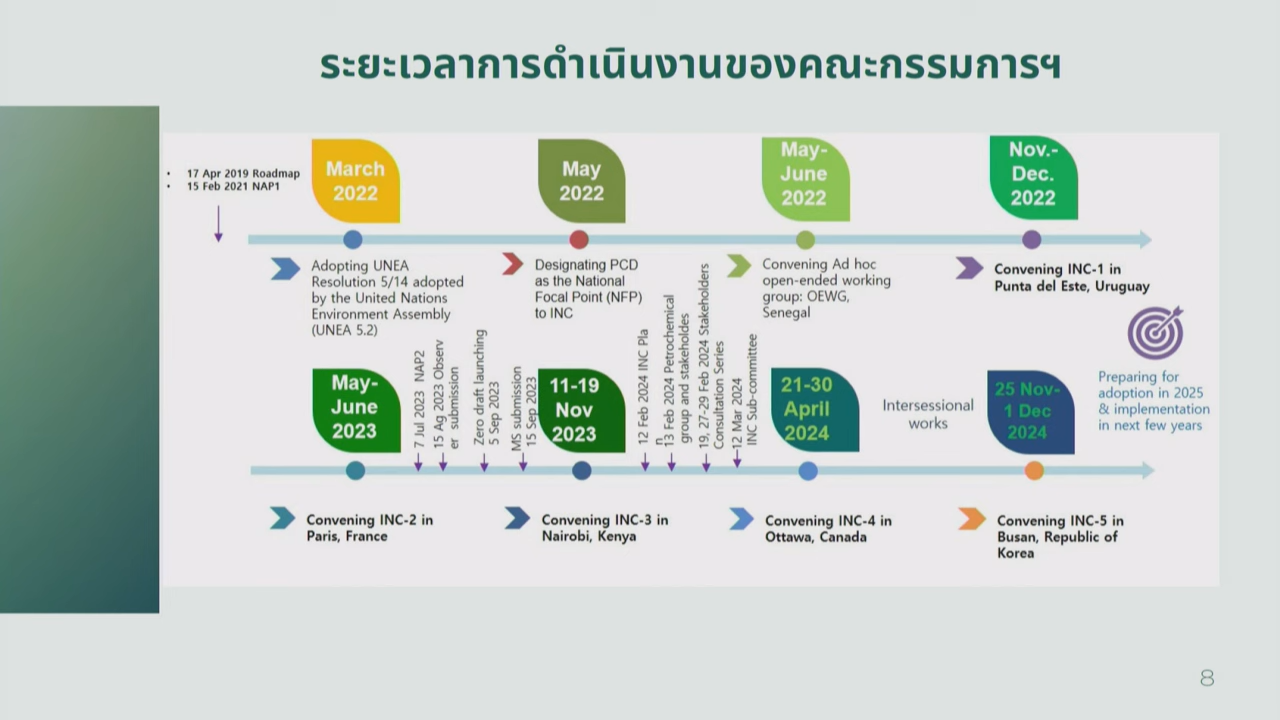 ระยะเวลาการดำเนินงานของคณะกรรมการฯ
• 17 Apr 2019 Roadmap
• 15 Feb 2021 NAP1
March
2022
May
2022
May-
June
2022
Nov.-
Dec.
2022
Adopting UNEA
Resolution 5/14 adopted
by the United Nations
Environment Assembly
(UNEA 5.2)
Designating PCD
as the National
Focal Point (NFP)
to INC
Convening Ad hoc
open-ended working
group: OEWG,
Senegal
Convening INC-1 in
Punta del Este, Uruguay
May-
June
2023
7 Jul 2023 NAP2
15 Ag 2023 Observ
er submission
Zero draft launching
5 Sep 2023
MS submission
15 Sep 2023
11-19
Nov
2023
12 Feb 2024 INC Pla
n
13 Feb 2024 Petrochemical
group and stakeholdes
19, 27-29 Feb 2024 Stakeholders
Consultation Series
12 Mar 2024
INC Sub-committee
21-30
April
2024
Intersessional
works
25 Nov-
1 Dec
2024
Preparing for
adoption in 2025
& implementation
in next few years
Convening INC-2 in
Paris, France
Convening INC-3 in
Nairobi, Kenya
Convening INC-4 in
Ottawa, Canada
Convening INC-5 in
Busan, Republic of
Korea
8